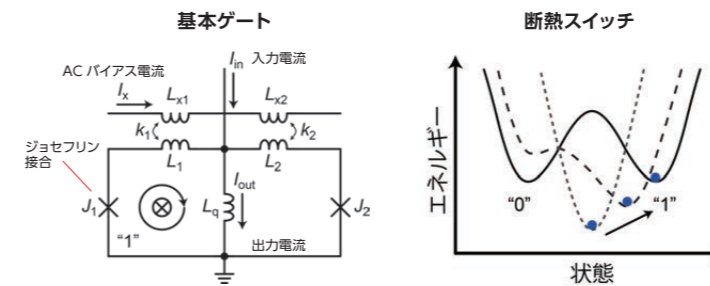 基本ゲート
断熱スイッチ
AC バイアス電流
Iin 入力電流
Ix
Lx1
Lx2
k1
k2
L1
L2
ジョセフリン
接合
J1
Iout
Lq
J2
"1"
出力電流
エネルギー
"0"
"1"
状態